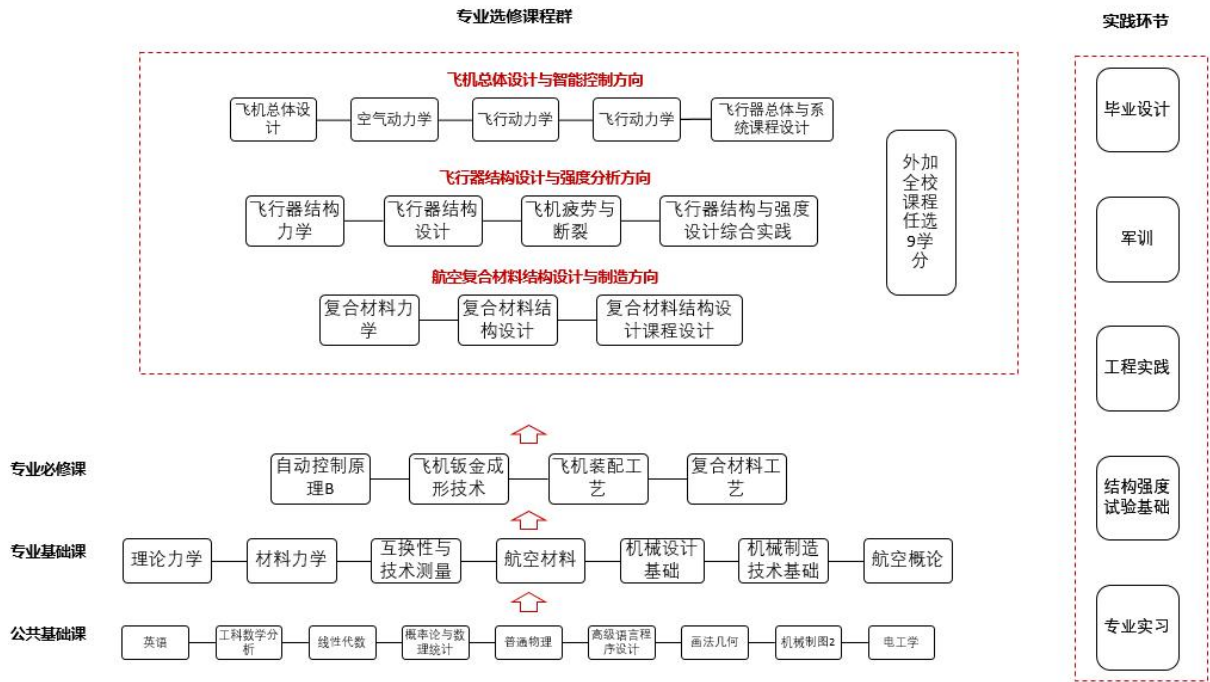 专业选修课程群
实践环节
飞机总体设计与智能控制方向
飞机总体设
计
空气动力学
飞行动力学
飞行动力学
飞行器总体与系
统课程设计
飞行器结构设计与强度分析方向
飞行器结构
力学
飞行器结构
设计
飞机疲劳与
断裂
飞行器结构与强度
设计综合实践
航空复合材料结构设计与制造方向
复合材料力
学
复合材料结
构设计
复合材料结构设
计课程设计
外加
全校
课程
任选
9学
分
专业必修课
自动控制原
理B
飞机钣金成
形技术
飞机装配工
艺
复合材料工
艺
专业基础课
理论力学
材料力学
互换性与
技术测量
航空材料
机械设计
基础
机械制造
技术基础
航空概论
公共基础课
英语
工科数学分
析
线性代数
概率论与数
理统计
普通物理
高级语言程
序设计
画法几何
机械制图2
电工学
毕业设计
军训
工程实践
结构强度
试验基础
专业实习